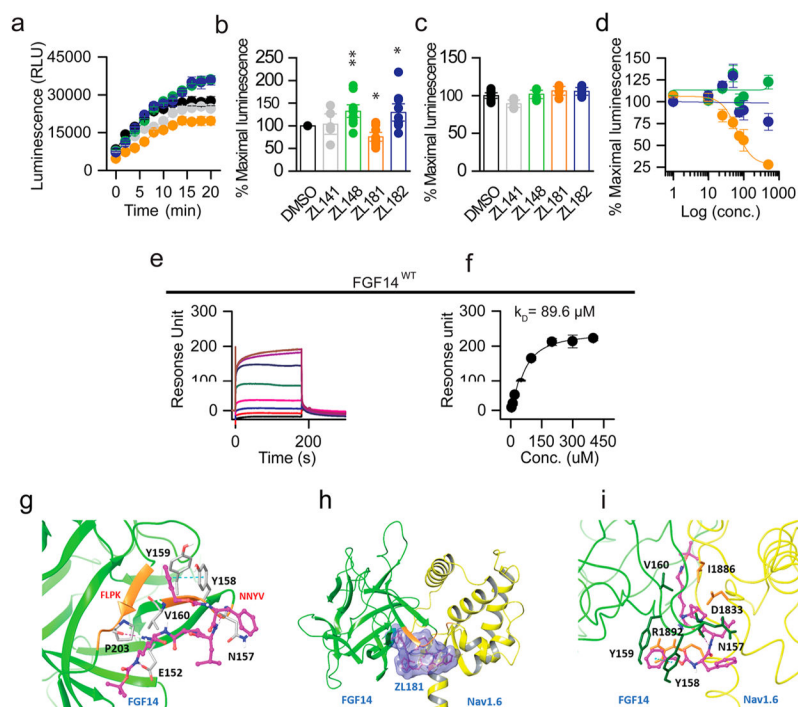 a
b
c
d
45000
30000
15000
0
Luminescence (RLU)
0 5 10 15 20
Time (min)
250
200
150
100
50
0
% Maximal luminescence
**
*
*
DMSO
ZL141
ZL148
ZL181
ZL182
150
100
50
0
% Maximal luminescence
DMSO
ZL141
ZL148
ZL181
ZL182
150
125
100
75
50
25
% Maximal luminescence
1 10 100 1000
Log (conc.)
e
f
FGF14 WT
300
200
100
0
Response Unit
0 200
Time (s)
300
200
100
0
Response unit
kD= 89.6 µM
0 150 300 450
Conc. (uM)
g
h
i
Y159
FLPK
Y158
NNYV
V160
P203
N157
E152
FGF14
FGF14
ZL181
Nav1.6
V160
I1886
D1833
R1892
N157
Y159
Y158
FGF14
Nav1.6